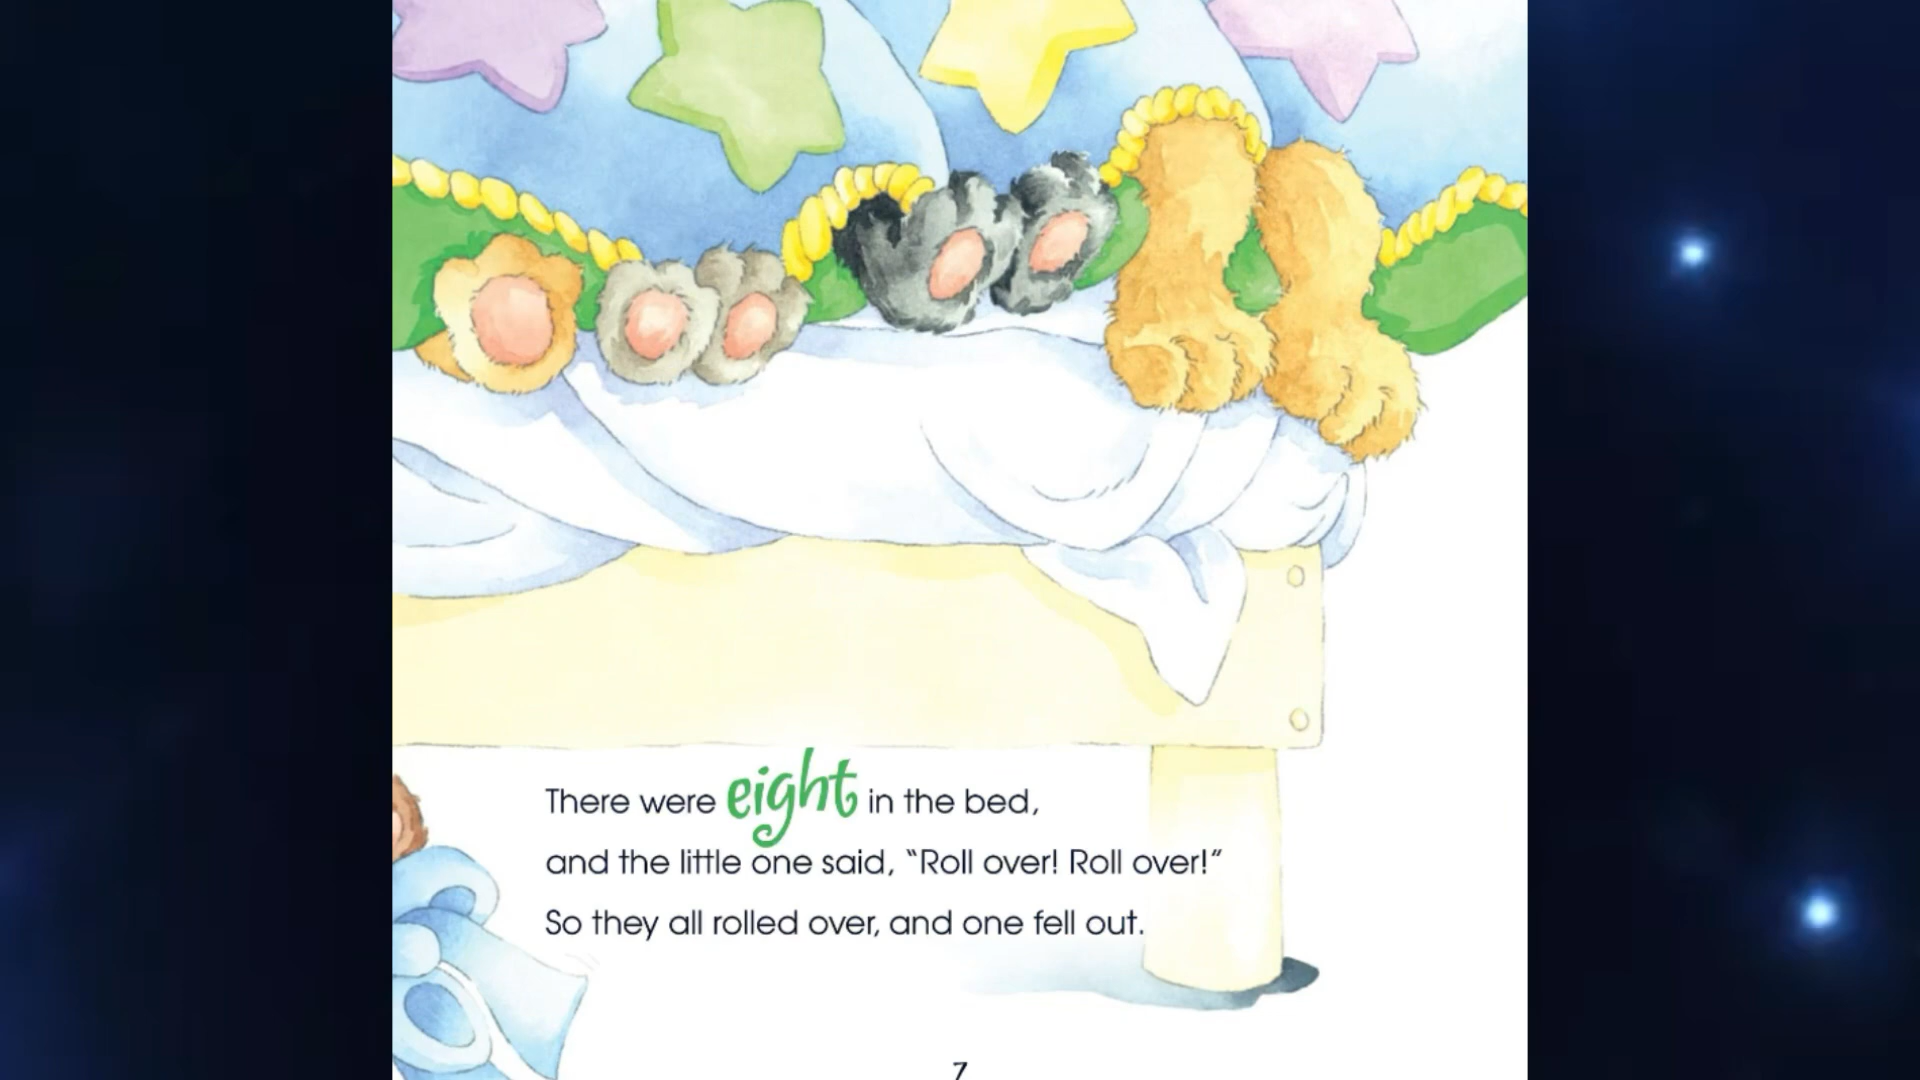 There were eight in the bed,
and the little one said, “Roll over! Roll over!”
So they all rolled over, and one fell out.
7